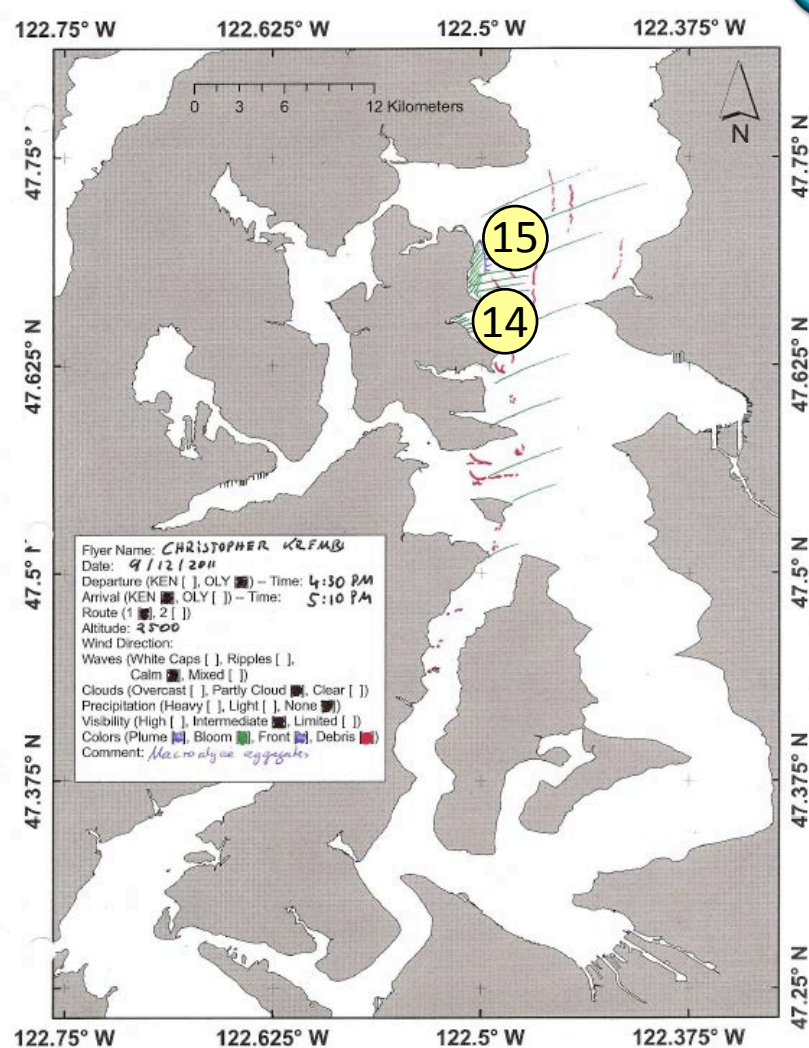 122.75° W 122.625° W 122.5° W 122.375° W
0 3 6 12 Kilometers
N
47.75° N
47.75° N
15
14
47.625° N
47.625° N
Flyer Name: CHRISTOPHER KREMBS
Date: 9/12/2011
Departure (KEN [ ], OLY [ ]) – Time: 4:30 PM
Arrival (KEN [ ], OLY [ ]) – Time: 5:10 PM
Route (1 [ ], 2 [ ])
Altitude: 2500
Wind Direction:
Waves (White Caps [ ], Ripples [ ],
Calm [ ], Mixed [ ])
Clouds (Overcast [ ], Partly Cloud [ ], Clear [ ])
Precipitation (Heavy [ ], Light [ ], None [ ])
Visibility (High [ ], Intermediate [ ], Limited [ ])
Colors (Plume [ ], Bloom [ ], Front [ ], Debris [ ])
Comment: Macroalgae aggregates
47.5° N
47.5° N
47.375° N
47.375° N
47.25° N
122.75° W 122.625° W 122.5° W 122.375° W